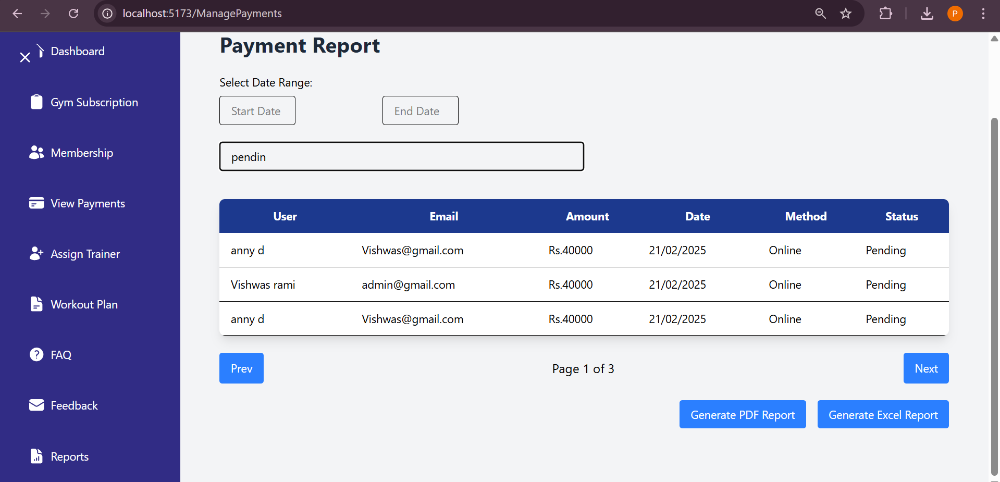 localhost:5173/ManagePayments
P
Dashboard
Gym Subscription
Membership
View Payments
Assign Trainer
Workout Plan
FAQ
Feedback
Reports
Payment Report
Select Date Range:
Start Date End Date
pendin
User Email Amount Date Method Status
anny d Vishwas@gmail.com Rs.40000 21/02/2025 Online Pending
Vishwas rami admin@gmail.com Rs.40000 21/02/2025 Online Pending
anny d Vishwas@gmail.com Rs.40000 21/02/2025 Online Pending
Prev Page 1 of 3 Next
Generate PDF Report Generate Excel Report